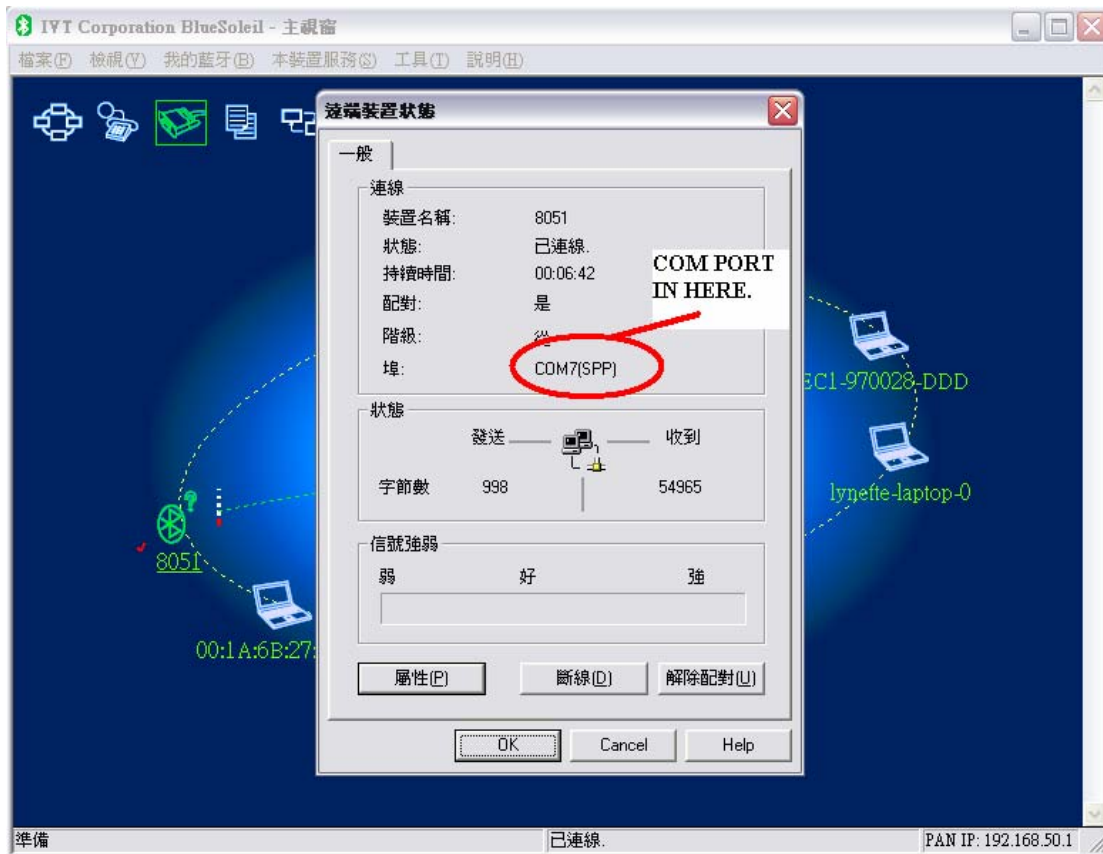 IVT Corporation BlueSoleil - 主視窗
檔案(F) 檢視(V) 我的藍牙(B) 本裝置服務(S) 工具(T) 說明(H)
遠端裝置狀態
一般
連線
裝置名稱: 8051
狀態: 已連線.
持續時間: 00:06:42
配對: 是
階級: 從
埠: COM7(SPP)
COM PORT
IN HERE.
狀態
發送 收到
字節數 998 54965
信號強弱
弱 好 強
屬性(P) 斷線(D) 解除配對(U)
OK Cancel Help
8051
00:1A:6B:27:
EC1-970028-DDD
lynette-laptop-0
準備 已連線. PAN IP: 192.168.50.1